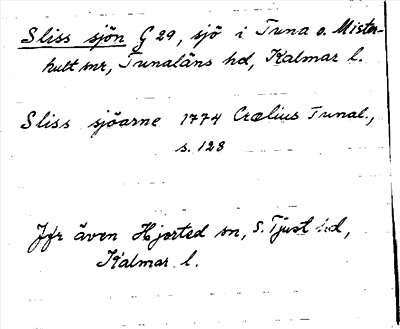 Sliss sjön G 29, sjö i Tuna o. Mister-
hult snr, Tunaläns hd, Kalmar l.
Sliss sjöarne 1774 Crælius Tunal.,
s. 128
Jfr även Hjorted sn, S. Tjust hd,
Kalmar l.